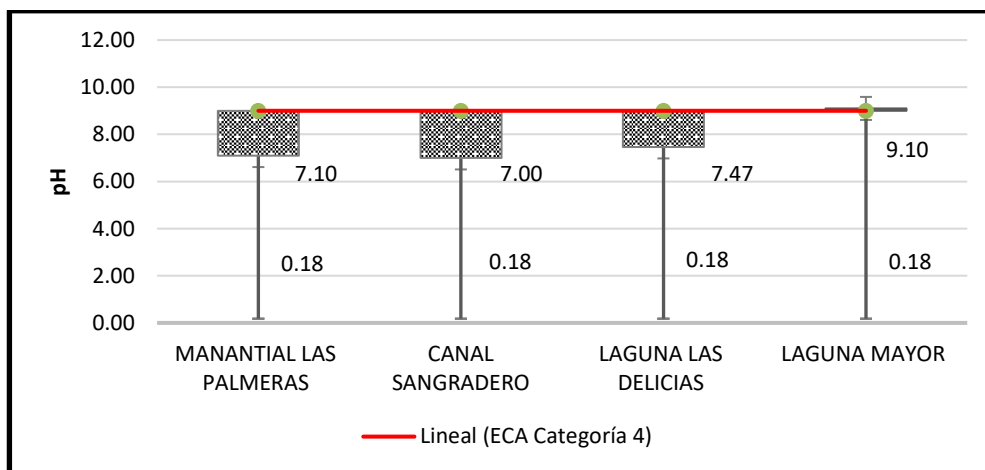 12.00
10.00
8.00
6.00
4.00
2.00
0.00
pH
7.10
7.00
7.47
9.10
0.18
0.18
0.18
0.18
MANANTIAL LAS
PALMERAS
CANAL
SANGRADERO
LAGUNA LAS
DELICIAS
LAGUNA MAYOR
Lineal (ECA Categoría 4)